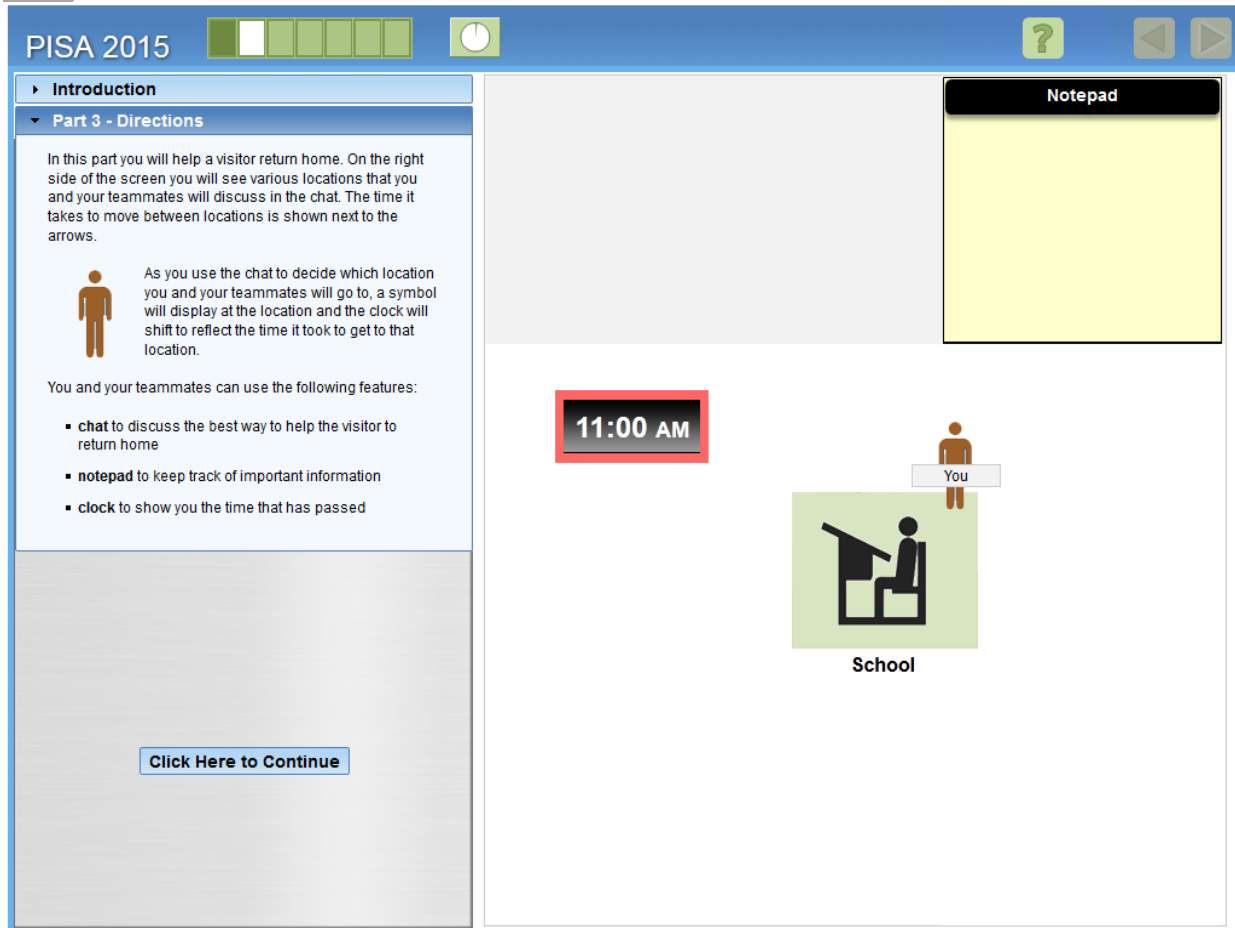 PISA 2015
?
Introduction
Part 3 - Directions
In this part you will help a visitor return home. On the right
side of the screen you will see various locations that you
and your teammates will discuss in the chat. The time it
takes to move between locations is shown next to the
arrows.
As you use the chat to decide which location
you and your teammates will go to, a symbol
will display at the location and the clock will
shift to reflect the time it took to get to that
location.
You and your teammates can use the following features:
▪ chat to discuss the best way to help the visitor to
return home
▪ notepad to keep track of important information
▪ clock to show you the time that has passed
Click Here to Continue
Notepad
11:00 AM
You
School